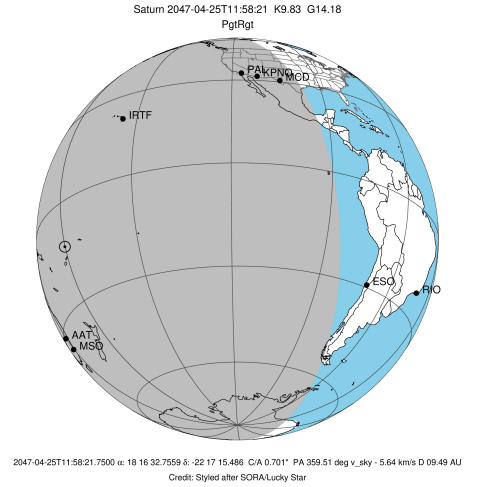 Saturn 2047-04-25T11:58:21 K9.83 G14.18
PgtRgt
PAL
KPNO
MCD
IRTF
ESO
RIO
AAT
MSO
2047-04-25T11:58:21.7500 α: 18 16 32.7559 δ: -22 17 15.486 C/A 0.701" PA 359.51 deg v_sky - 5.64 km/s D 09.49 AU
Credit: Styled after SORA/Lucky Star